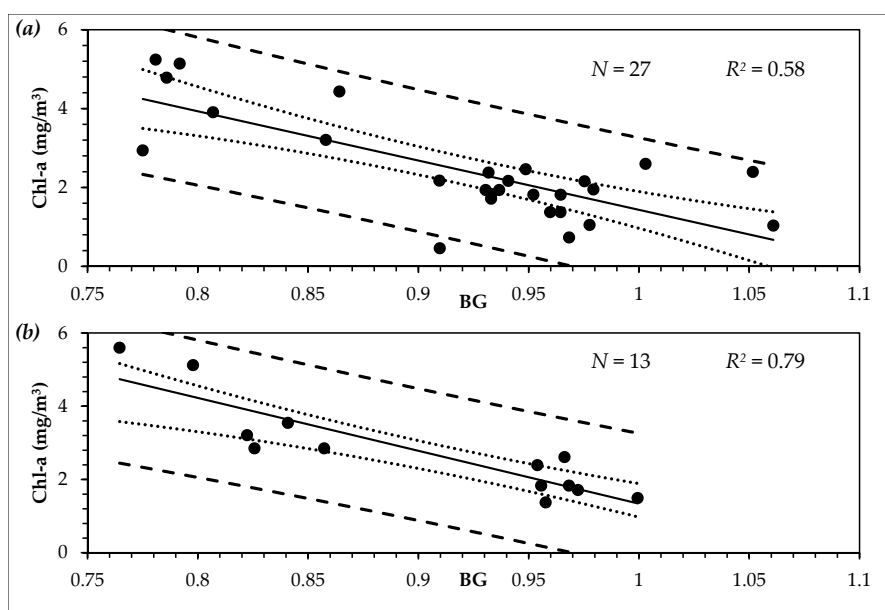 (a)
6
4
2
0
Chl-a (mg/m³)
N = 27 R² = 0.58
0.75 0.8 0.85 0.9 0.95 1 1.05 1.1
BG
(b)
6
4
2
0
Chl-a (mg/m³)
N = 13 R² = 0.79
0.75 0.8 0.85 0.9 0.95 1 1.05 1.1
BG